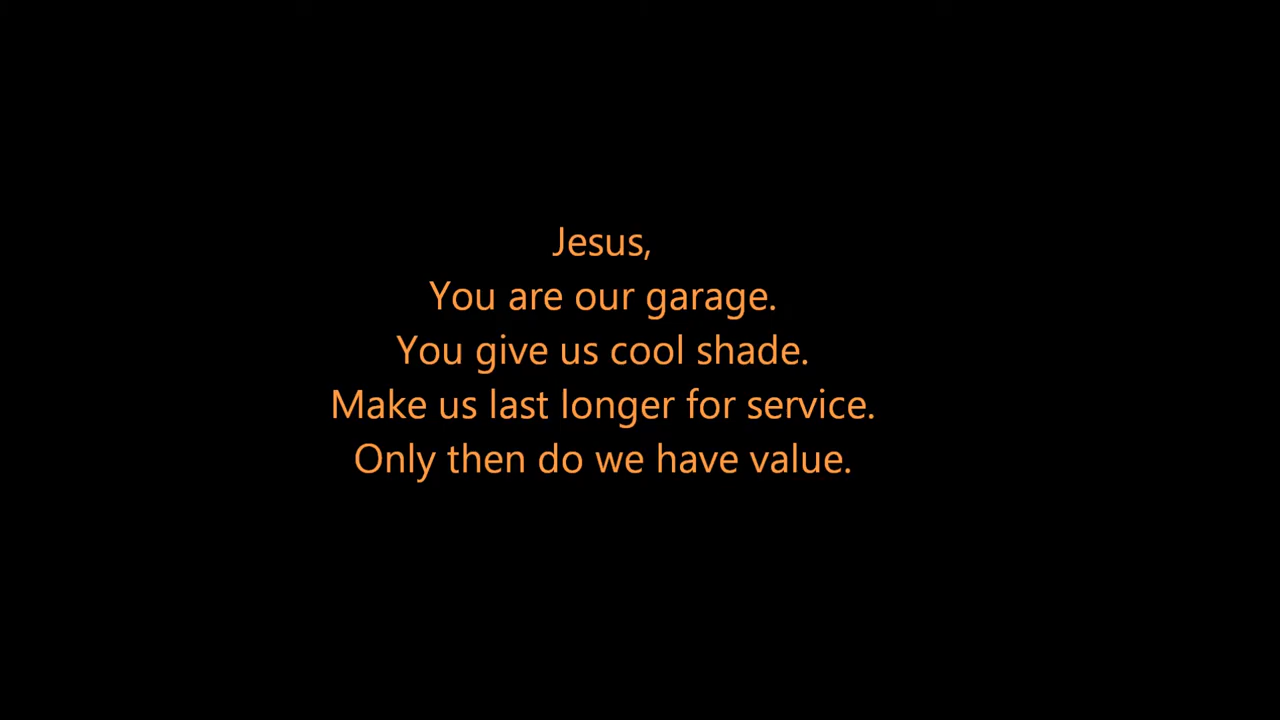 Jesus,
You are our garage.
You give us cool shade.
Make us last longer for service.
Only then do we have value.